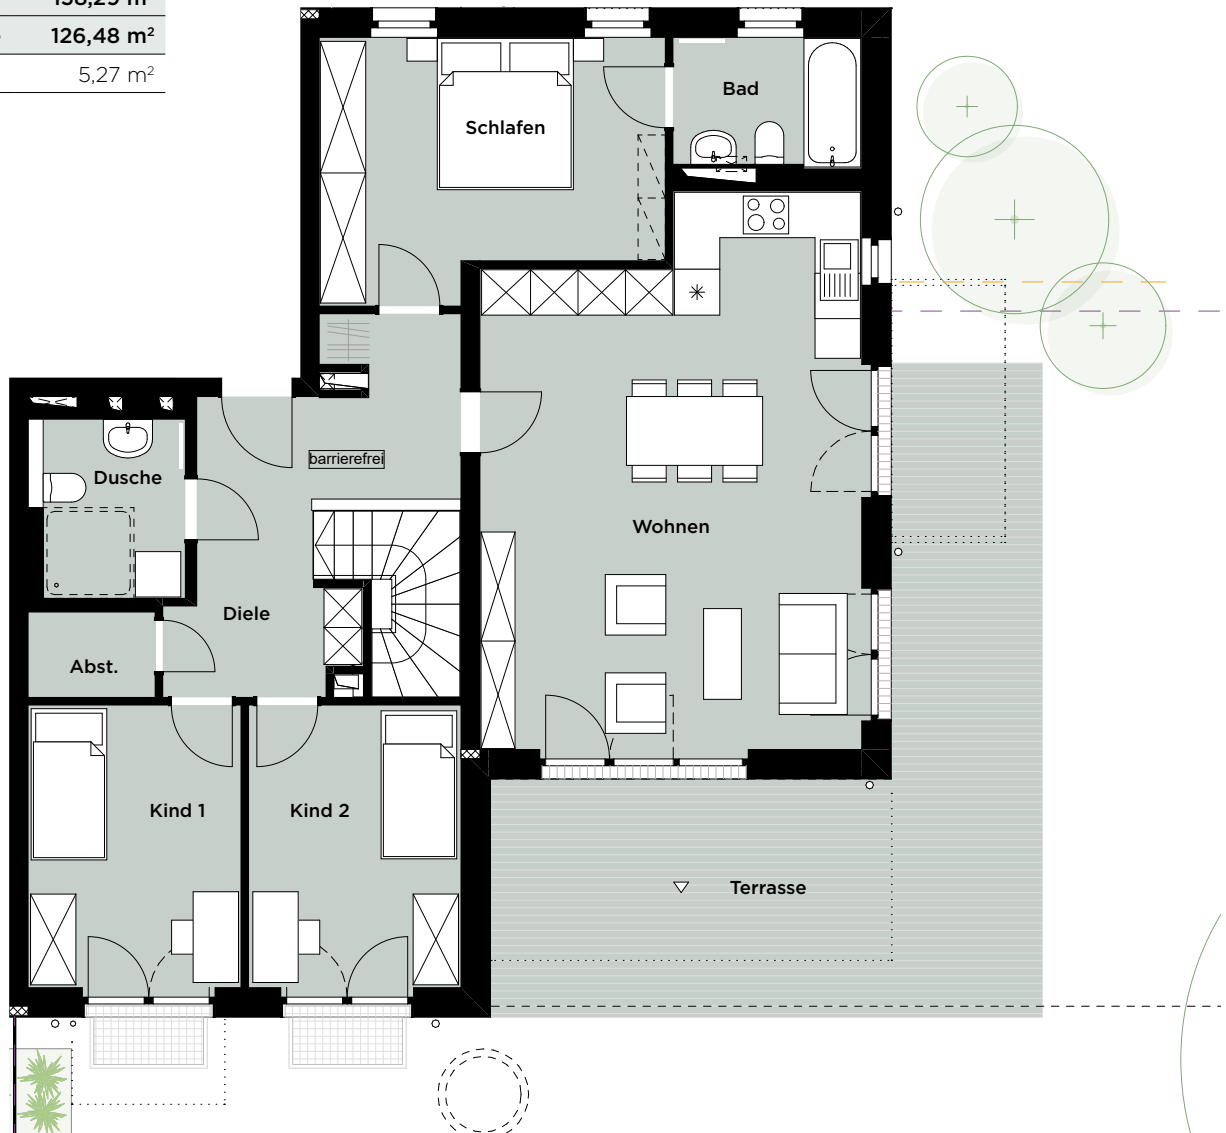 126,48 m²
5,27 m²
Schlafen
Bad
barrierefrei
Dusche
Wohnen
Diele
Abst.
Kind 1
Kind 2
Terrasse